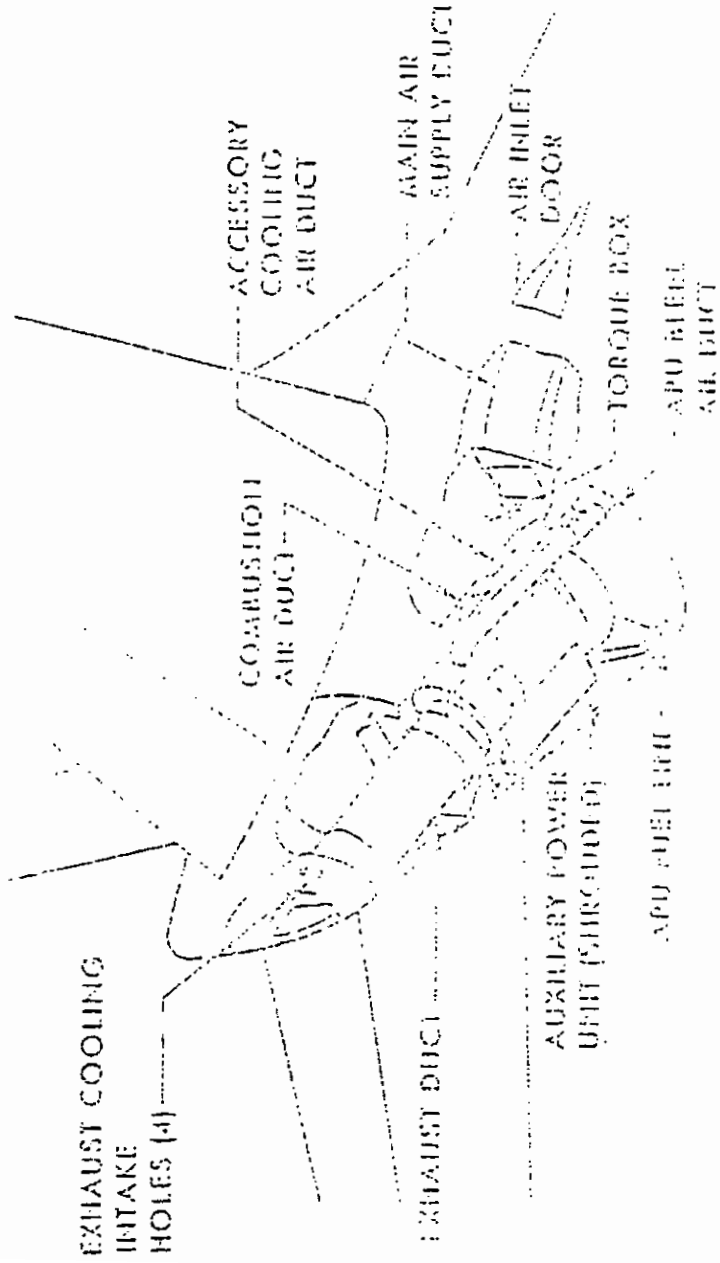 EXHAUST COOLING
INTAKE
HOLES (4)
ACCESSORY
COOLING
AIR DUCT
COMBUSTION
AIR DUCT
MAIN AIR
SUPPLY DUCT
AIR INLET
DOOR
EXHAUST DUCT
TORQUE BOX
AUXILIARY POWER
UNIT (SHROUDED)
APU BLEED
AIR DUCT
APU FUEL LINE